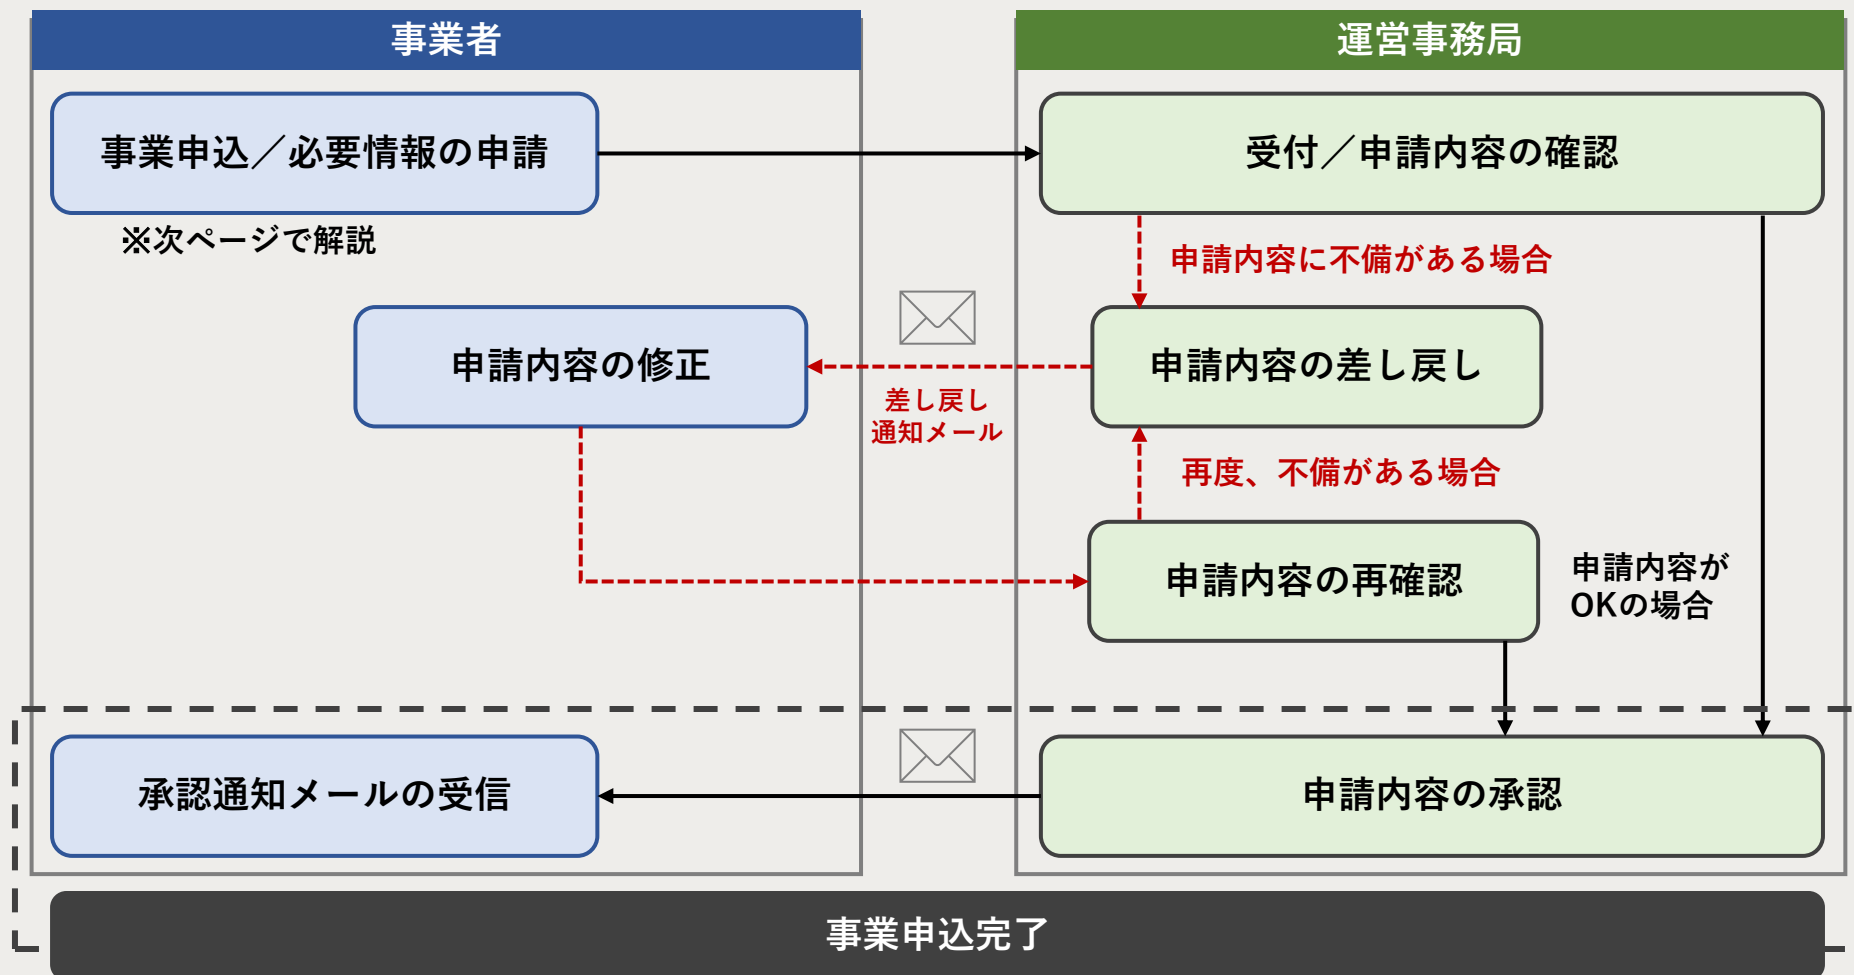 事業者
運営事務局
事業申込／必要情報の申請
受付／申請内容の確認
※次ページで解説
申請内容に不備がある場合
申請内容の修正
申請内容の差し戻し
差し戻し
通知メール
再度、不備がある場合
申請内容の再確認
申請内容が
OKの場合
承認通知メールの受信
申請内容の承認
事業申込完了